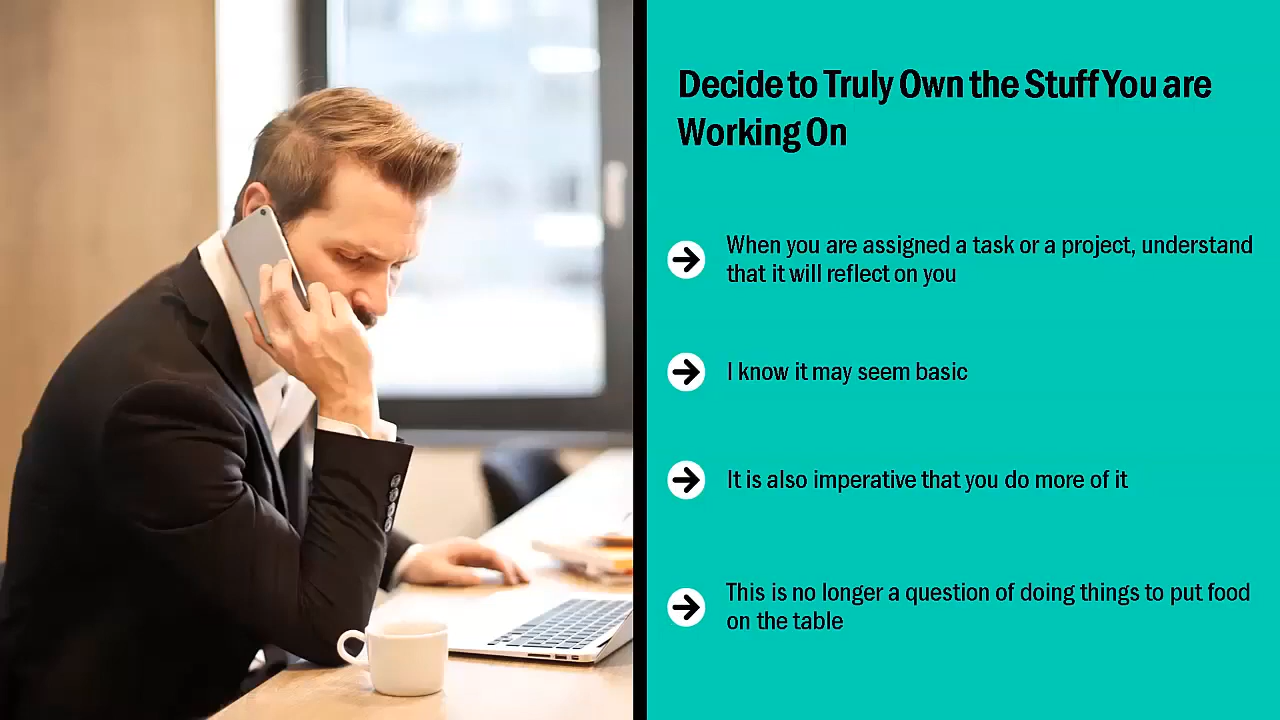 Decide to Truly Own the Stuff You are
Working On
When you are assigned a task or a project, understand
that it will reflect on you
I know it may seem basic
It is also imperative that you do more of it
This is no longer a question of doing things to put food
on the table